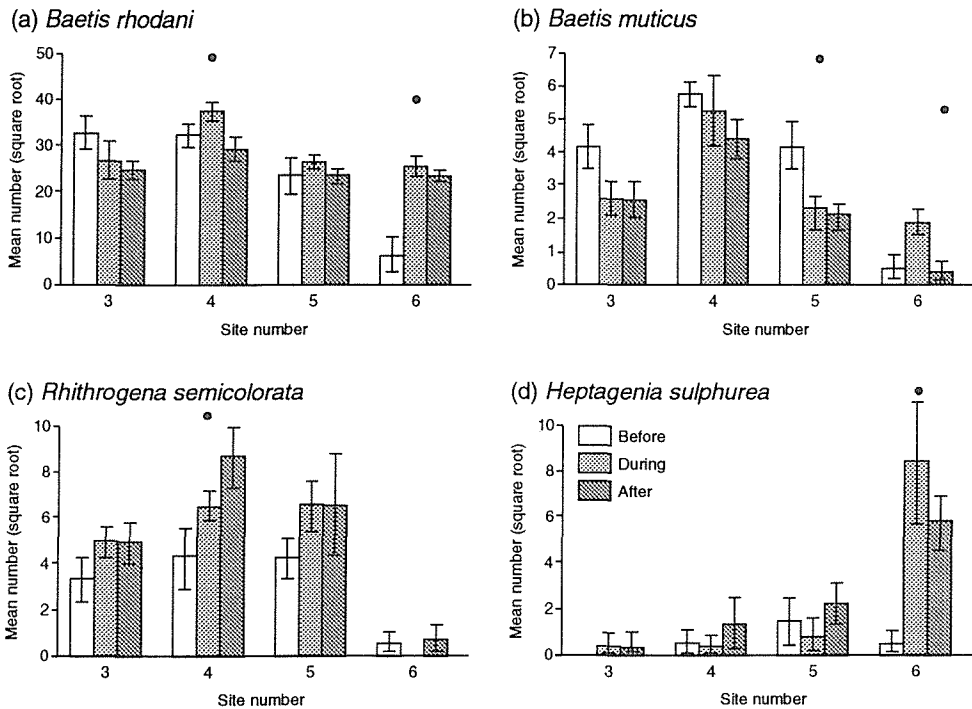 (a) Baetis rhodani
Mean number (square root)
50
40
30
20
10
0
3 4 5 6
Site number
(b) Baetis muticus
Mean number (square root)
7
6
5
4
3
2
1
0
3 4 5 6
Site number
(c) Rhithrogena semicolorata
Mean number (square root)
10
8
6
4
2
0
3 4 5 6
Site number
(d) Heptagenia sulphurea
Mean number (square root)
10
8
6
4
2
0
Before
During
After
3 4 5 6
Site number